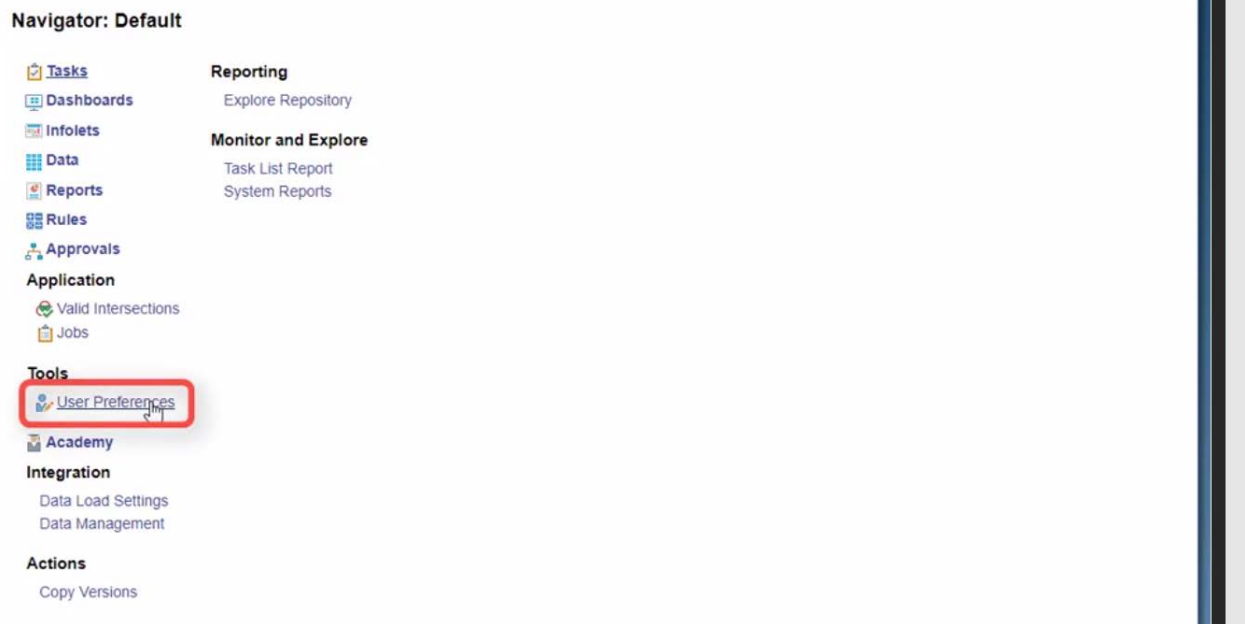 Navigator: Default
Tasks
Dashboards
Infolets
Data
Reports
Rules
Approvals
Application
Valid Intersections
Jobs
Tools
User Preferences
Academy
Integration
Data Load Settings
Data Management
Actions
Copy Versions
Reporting
Explore Repository
Monitor and Explore
Task List Report
System Reports